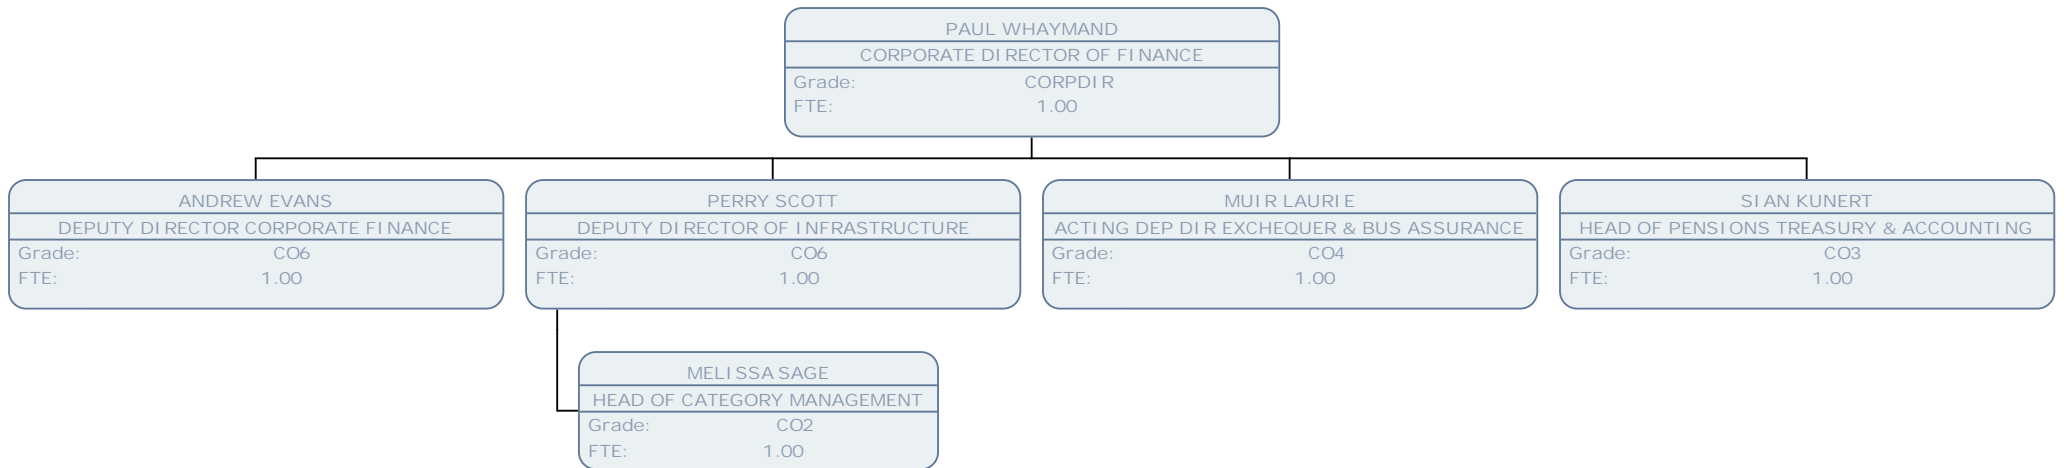 PAUL WHAYMAND
CORPORATE DIRECTOR OF FINANCE
Grade: CORPDIR
FTE: 1.00
ANDREW EVANS
DEPUTY DIRECTOR CORPORATE FINANCE
Grade: CO6
FTE: 1.00
PERRY SCOTT
DEPUTY DIRECTOR OF INFRASTRUCTURE
Grade: CO6
FTE: 1.00
MUIR LAURIE
ACTING DEP DIR EXCHEQUER & BUS ASSURANCE
Grade: CO4
FTE: 1.00
SIAN KUNERT
HEAD OF PENSIONS TREASURY & ACCOUNTING
Grade: CO3
FTE: 1.00
MELISSA SAGE
HEAD OF CATEGORY MANAGEMENT
Grade: CO2
FTE: 1.00